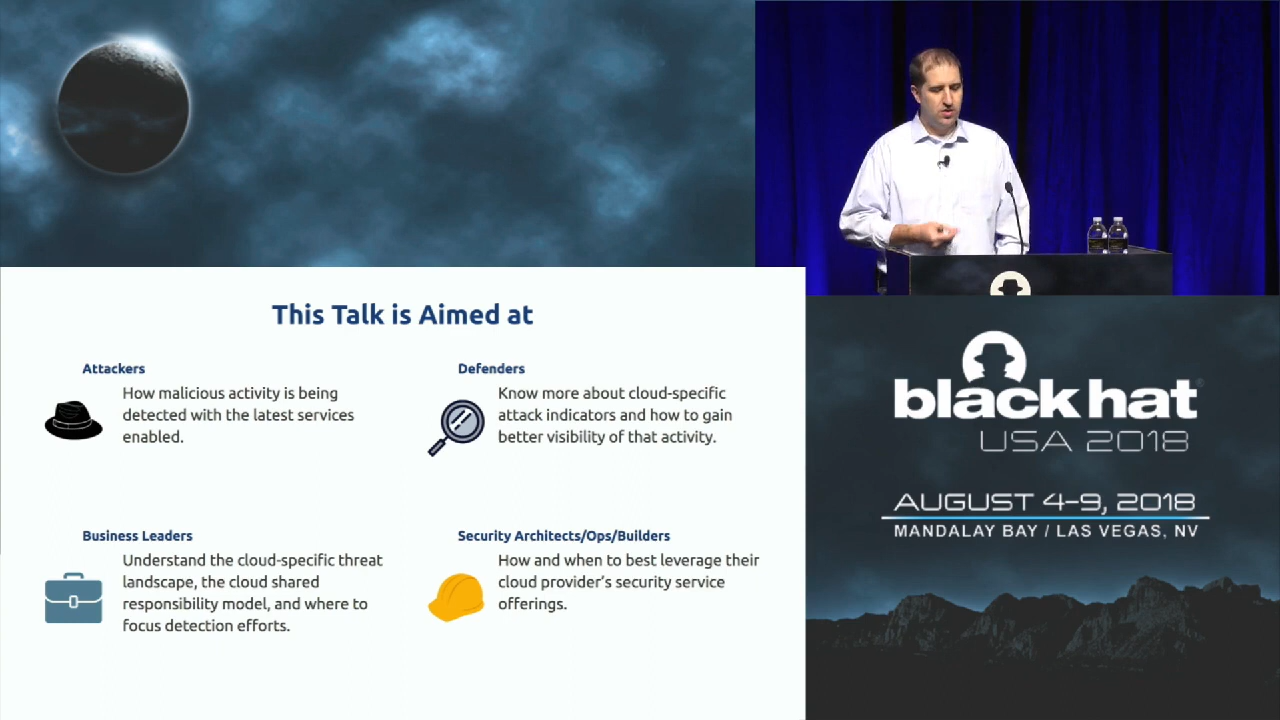 This Talk is Aimed at
Attackers
How malicious activity is being
detected with the latest services
enabled.
Defenders
Know more about cloud-specific
attack indicators and how to gain
better visibility of that activity.
Business Leaders
Understand the cloud-specific threat
landscape, the cloud shared
responsibility model, and where to
focus detection efforts.
Security Architects/Ops/Builders
How and when to best leverage their
cloud provider's security service
offerings.
black hat
USA 2018
AUGUST 4-9, 2018
MANDALAY BAY / LAS VEGAS, NV